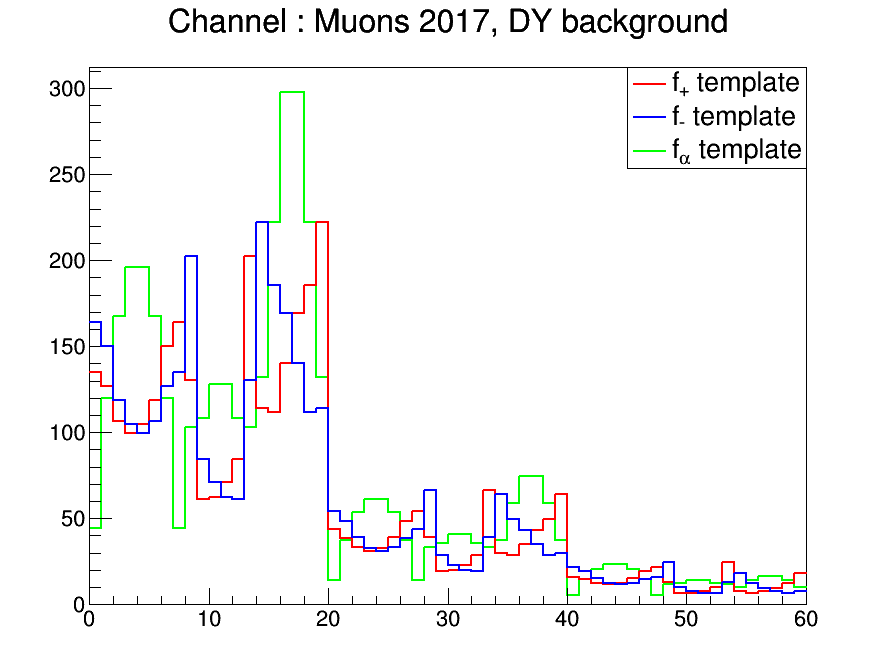 Channel : Muons 2017, DY background
f₊ template
f₋ template
fα template
300
250
200
150
100
50
0
0 10 20 30 40 50 60